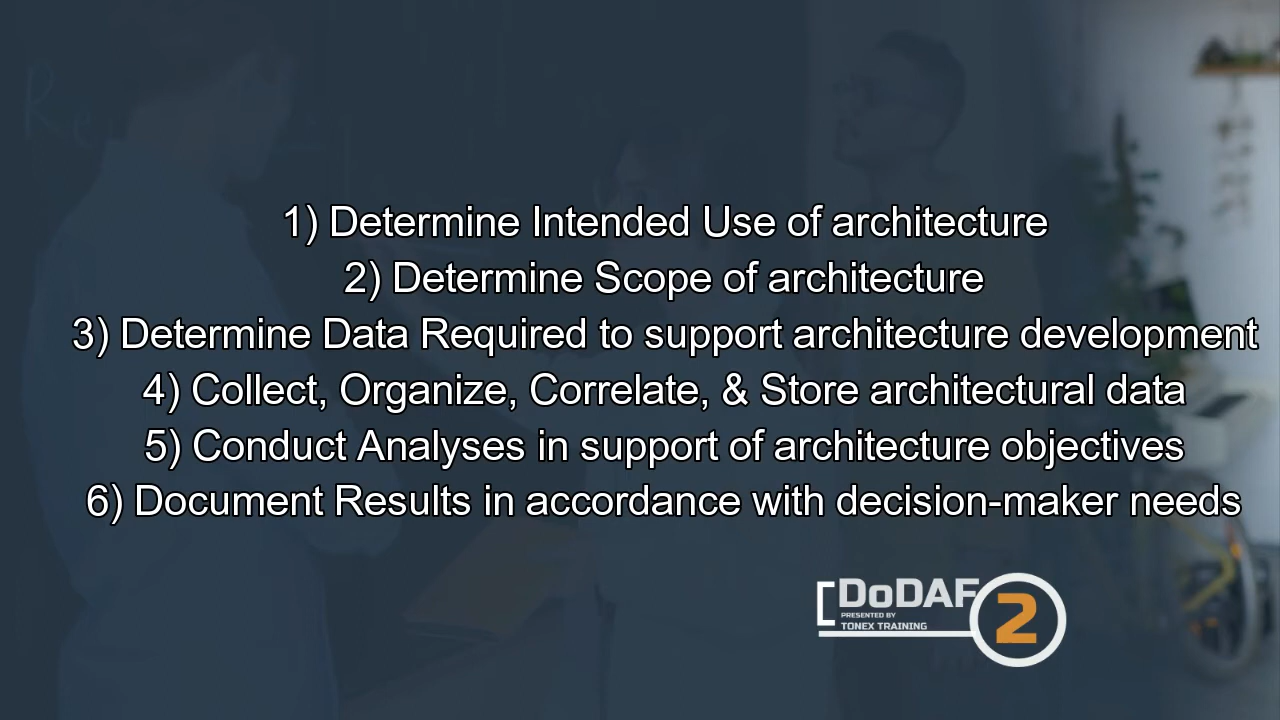 1) Determine Intended Use of architecture
2) Determine Scope of architecture
3) Determine Data Required to support architecture development
4) Collect, Organize, Correlate, & Store architectural data
5) Conduct Analyses in support of architecture objectives
6) Document Results in accordance with decision-maker needs
DoDAF 2
PRESENTED BY
TONEX TRAINING